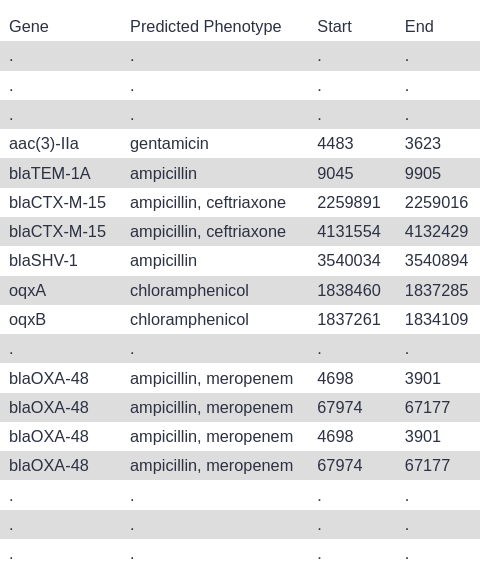 Gene Predicted Phenotype Start End
. . . .
. . . .
. . . .
aac(3)-IIa gentamicin 4483 3623
blaTEM-1A ampicillin 9045 9905
blaCTX-M-15 ampicillin, ceftriaxone 2259891 2259016
blaCTX-M-15 ampicillin, ceftriaxone 4131554 4132429
blaSHV-1 ampicillin 3540034 3540894
oqxA chloramphenicol 1838460 1837285
oqxB chloramphenicol 1837261 1834109
. . . .
blaOXA-48 ampicillin, meropenem 4698 3901
blaOXA-48 ampicillin, meropenem 67974 67177
blaOXA-48 ampicillin, meropenem 4698 3901
blaOXA-48 ampicillin, meropenem 67974 67177
. . . .
. . . .
. . . .